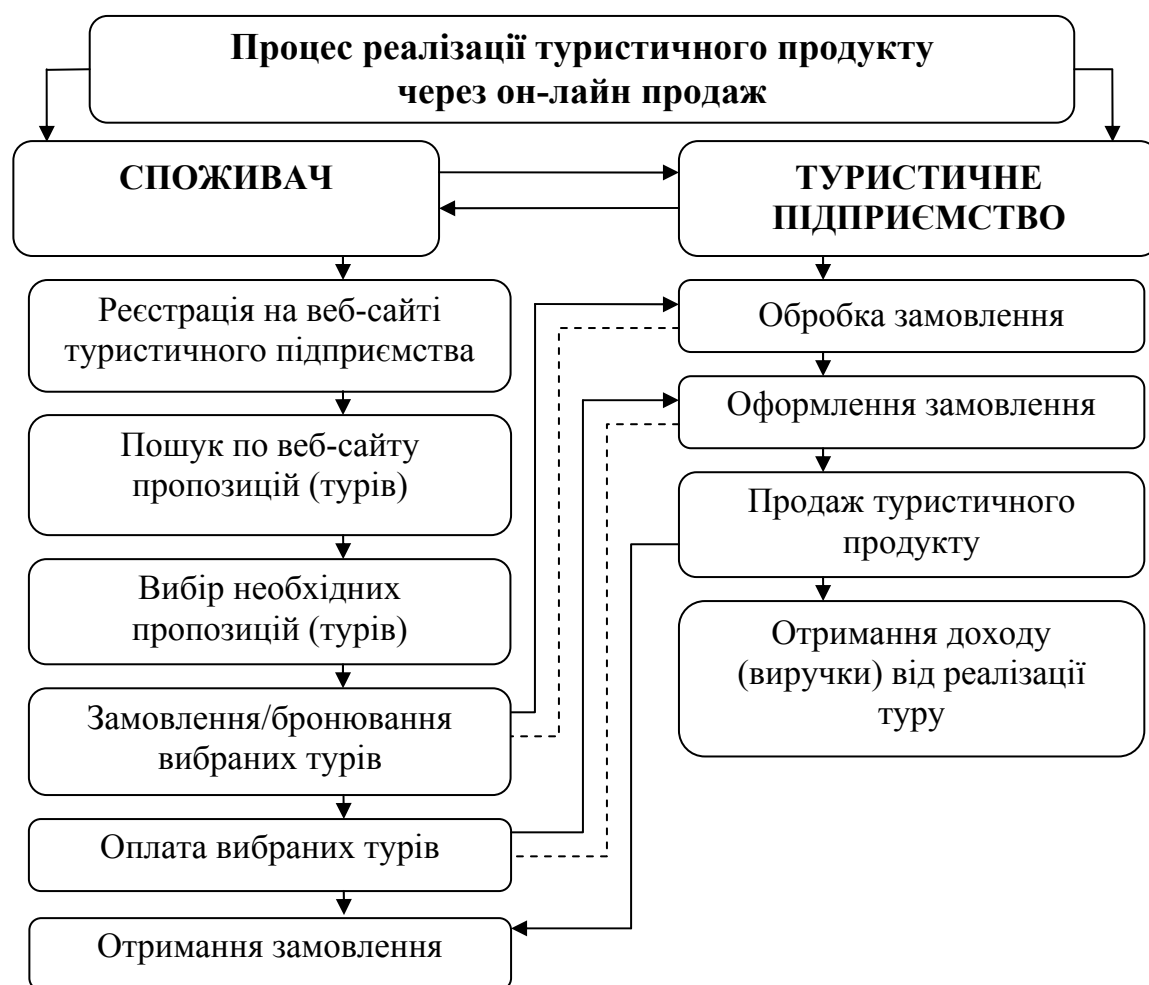 Процес реалізації туристичного продукту
через он-лайн продаж
СПОЖИВАЧ
ТУРИСТИЧНЕ
ПІДПРИЄМСТВО
Реєстрація на веб-сайті
туристичного підприємства
Пошук по веб-сайту
пропозицій (турів)
Вибір необхідних
пропозицій (турів)
Замовлення/бронювання
вибраних турів
Оплата вибраних турів
Отримання замовлення
Обробка замовлення
Оформлення замовлення
Продаж туристичного
продукту
Отримання доходу
(виручки) від реалізації
туру